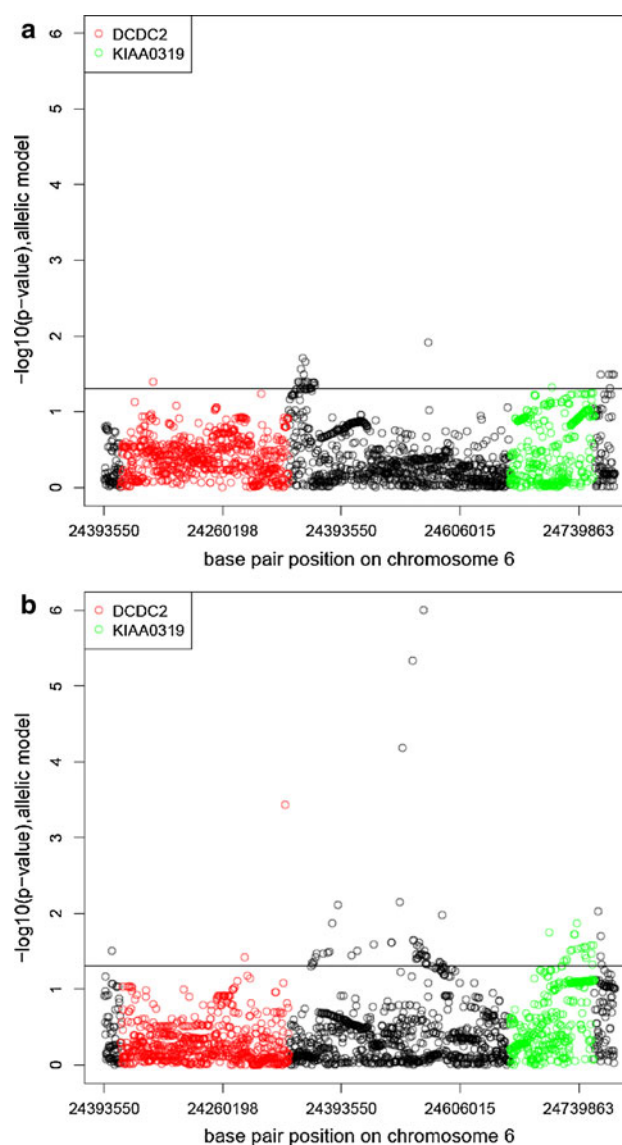 a
DCDC2
KIAA0319
6
5
4
3
2
1
0
-log10(p-value),allelic model
24393550 24260198 24393550 24606015 24739863
base pair position on chromosome 6
b
DCDC2
KIAA0319
6
5
4
3
2
1
0
-log10(p-value),allelic model
24393550 24260198 24393550 24606015 24739863
base pair position on chromosome 6